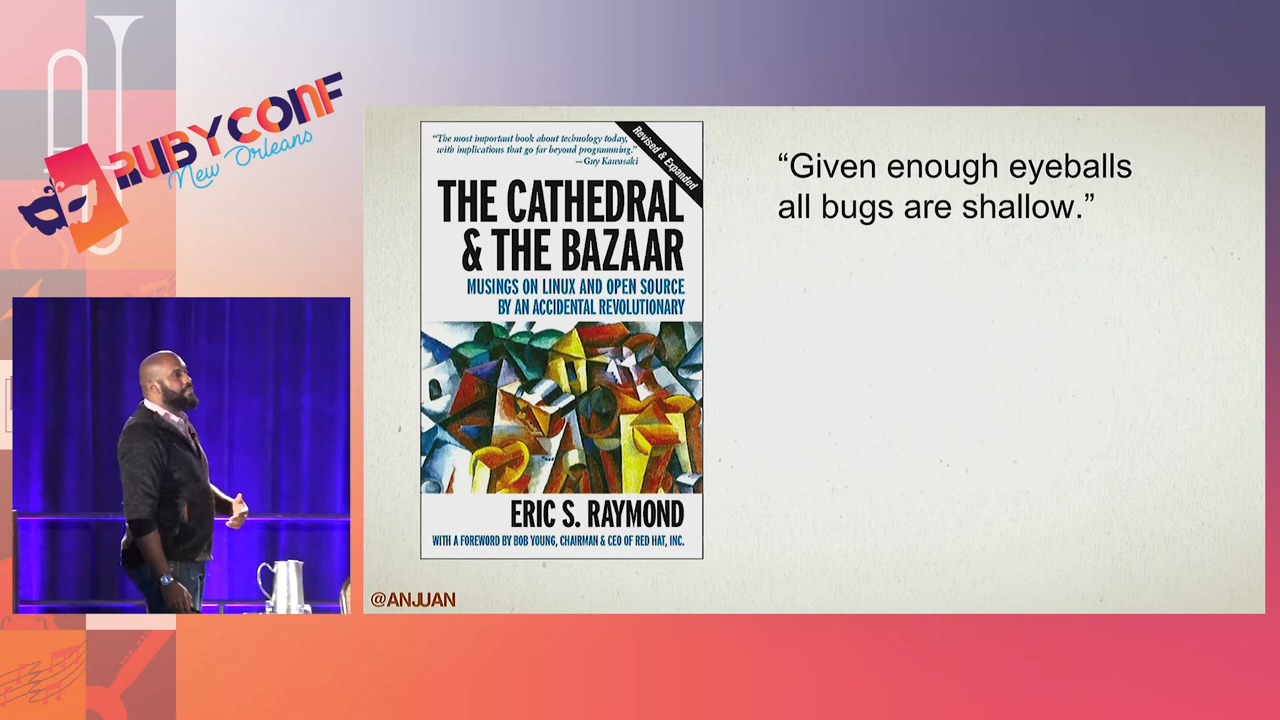 RUBYCONF
New Orleans
Revised & Expanded
“The most important book about technology today,
with implications that go far beyond programming.”
—Guy Kawasaki
THE CATHEDRAL
& THE BAZAAR
MUSINGS ON LINUX AND OPEN SOURCE
BY AN ACCIDENTAL REVOLUTIONARY
ERIC S. RAYMOND
WITH A FOREWORD BY BOB YOUNG, CHAIRMAN & CEO OF RED HAT, INC.
“Given enough eyeballs
all bugs are shallow.”
@ANJUAN